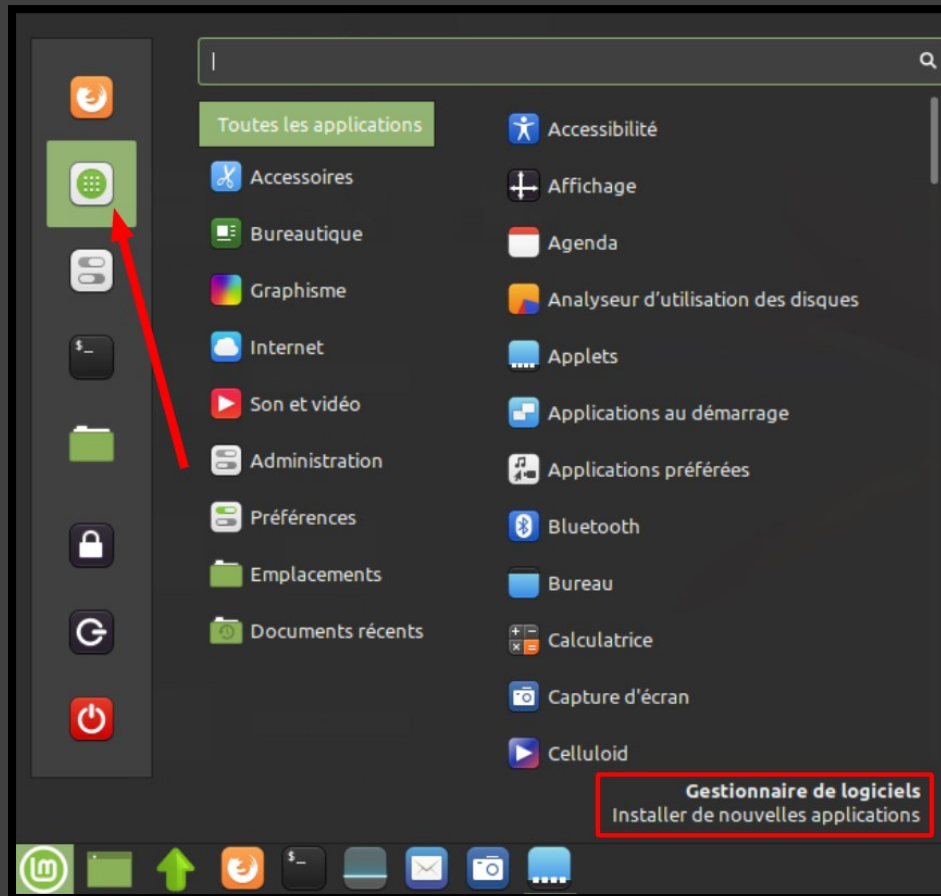 Toutes les applications
Accessoires
Bureautique
Graphisme
Internet
Son et vidéo
Administration
Préférences
Emplacements
Documents récents
Accessibilité
Affichage
Agenda
Analyseur d'utilisation des disques
Applets
Applications au démarrage
Applications préférées
Bluetooth
Bureau
Calculatrice
Capture d'écran
Celluloid
Gestionnaire de logiciels
Installer de nouvelles applications
$_
$_